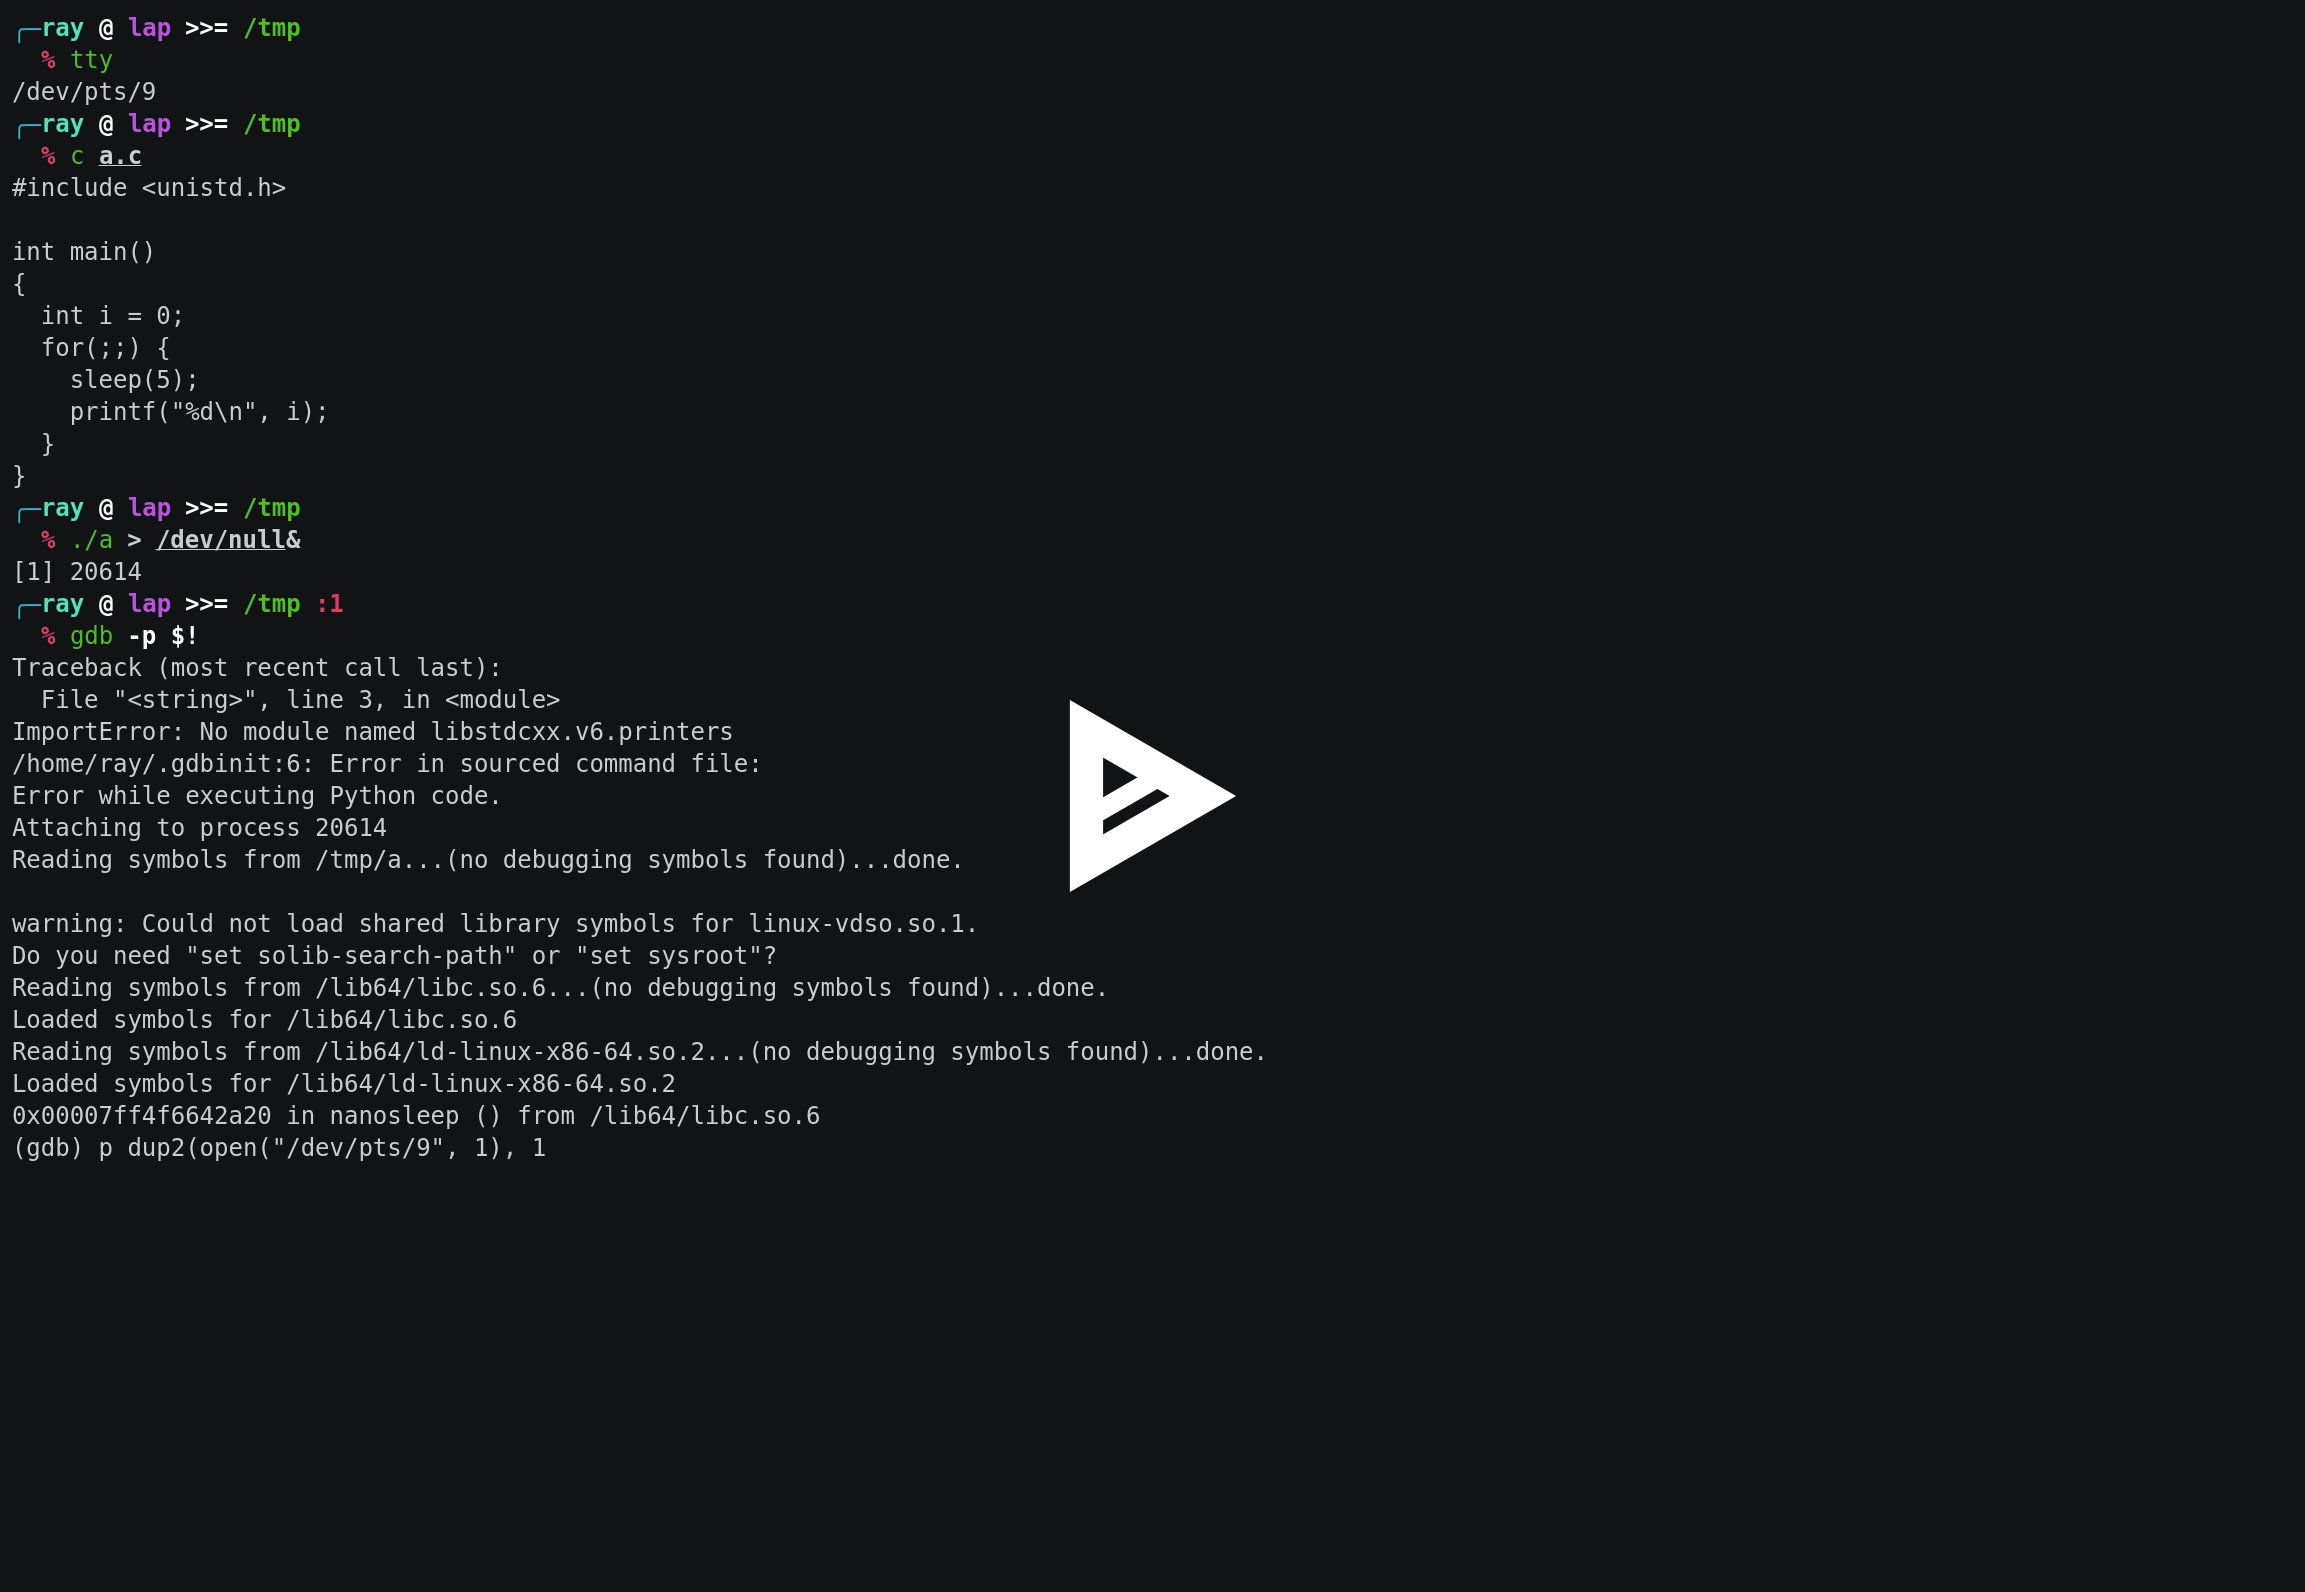 ╭─ray @ lap >>= /tmp
  % tty
/dev/pts/9
╭─ray @ lap >>= /tmp
  % c a.c
#include <unistd.h>

int main()
{
  int i = 0;
  for(;;) {
    sleep(5);
    printf("%d\n", i);
  }
}
╭─ray @ lap >>= /tmp
  % ./a > /dev/null&
[1] 20614
╭─ray @ lap >>= /tmp :1
  % gdb -p $!
Traceback (most recent call last):
  File "<string>", line 3, in <module>
ImportError: No module named libstdcxx.v6.printers
/home/ray/.gdbinit:6: Error in sourced command file:
Error while executing Python code.
Attaching to process 20614
Reading symbols from /tmp/a...(no debugging symbols found)...done.

warning: Could not load shared library symbols for linux-vdso.so.1.
Do you need "set solib-search-path" or "set sysroot"?
Reading symbols from /lib64/libc.so.6...(no debugging symbols found)...done.
Loaded symbols for /lib64/libc.so.6
Reading symbols from /lib64/ld-linux-x86-64.so.2...(no debugging symbols found)...done.
Loaded symbols for /lib64/ld-linux-x86-64.so.2
0x00007ff4f6642a20 in nanosleep () from /lib64/libc.so.6
(gdb) p dup2(open("/dev/pts/9", 1), 1